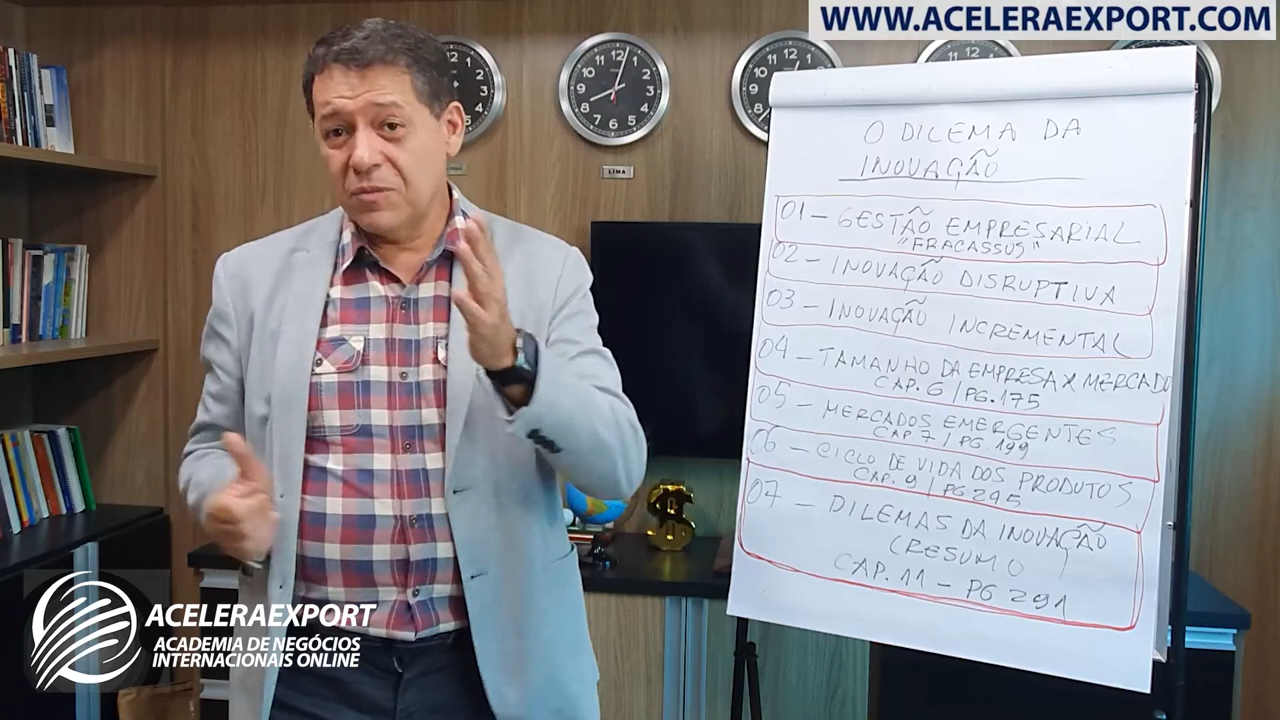 WWW.ACELERAEXPORT.COM
LIMA
O DILEMA DA
INOVAÇÃO
01 - GESTÃO EMPRESARIAL
"FRACASSOS"
02 - INOVAÇÃO DISRUPTIVA
03 - INOVAÇÃO INCREMENTAL
04 - TAMANHO DA EMPRESA X MERCADO
CAP. 6 / PG. 175
05 - MERCADOS EMERGENTES
CAP 7 / PG 199
06 - CICLO DE VIDA DOS PRODUTOS
CAP. 9 / PG 245
07 - DILEMAS DA INOVAÇÃO
(RESUMO
CAP. 11 - PG 291
ACELERAEXPORT
ACADEMIA DE NEGÓCIOS
INTERNACIONAIS ONLINE